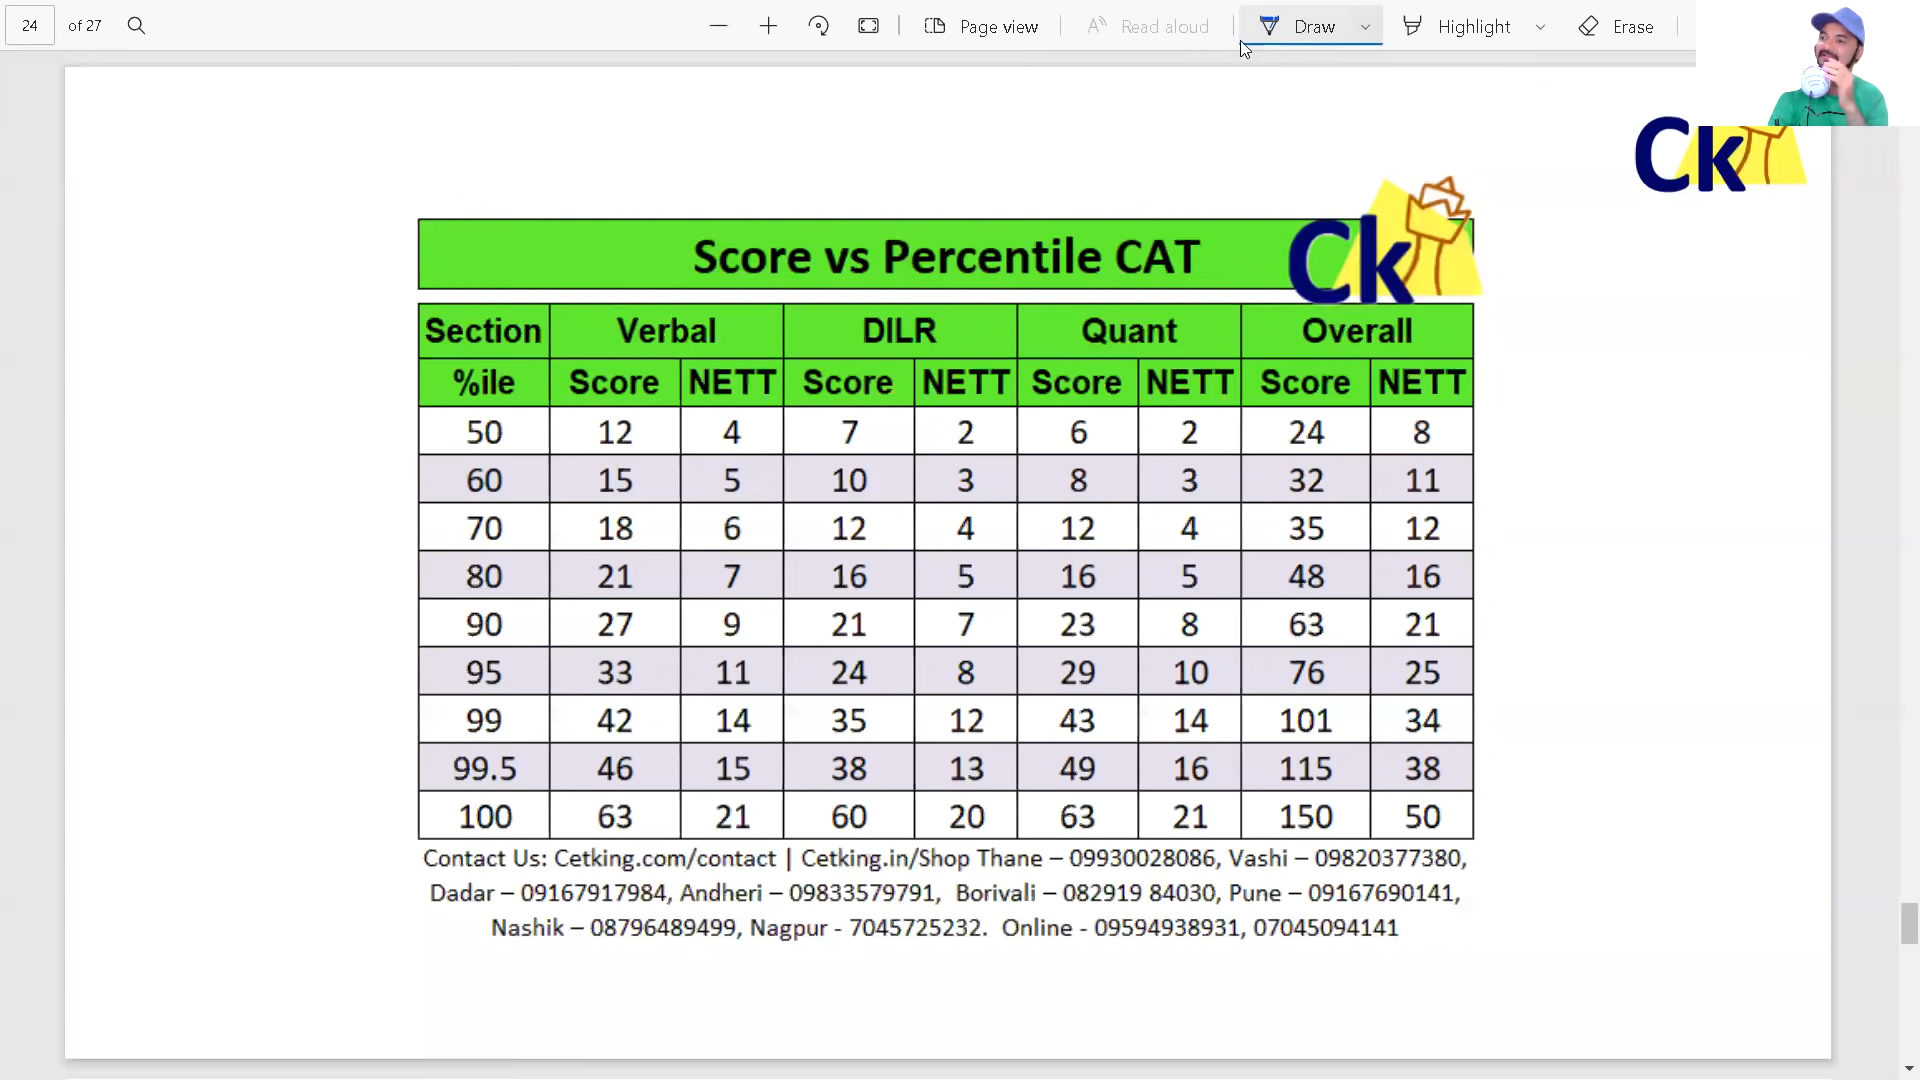 24 of 27 Page view Read aloud Draw Highlight Erase
Ck
Score vs Percentile CAT
Ck
Section Verbal DILR Quant Overall
%ile Score NETT Score NETT Score NETT Score NETT
50 12 4 7 2 6 2 24 8
60 15 5 10 3 8 3 32 11
70 18 6 12 4 12 4 35 12
80 21 7 16 5 16 5 48 16
90 27 9 21 7 23 8 63 21
95 33 11 24 8 29 10 76 25
99 42 14 35 12 43 14 101 34
99.5 46 15 38 13 49 16 115 38
100 63 21 60 20 63 21 150 50
Contact Us: Cetking.com/contact | Cetking.in/Shop Thane – 09930028086, Vashi – 09820377380,
Dadar – 09167917984, Andheri – 09833579791, Borivali – 082919 84030, Pune – 09167690141,
Nashik – 08796489499, Nagpur - 7045725232. Online - 09594938931, 07045094141